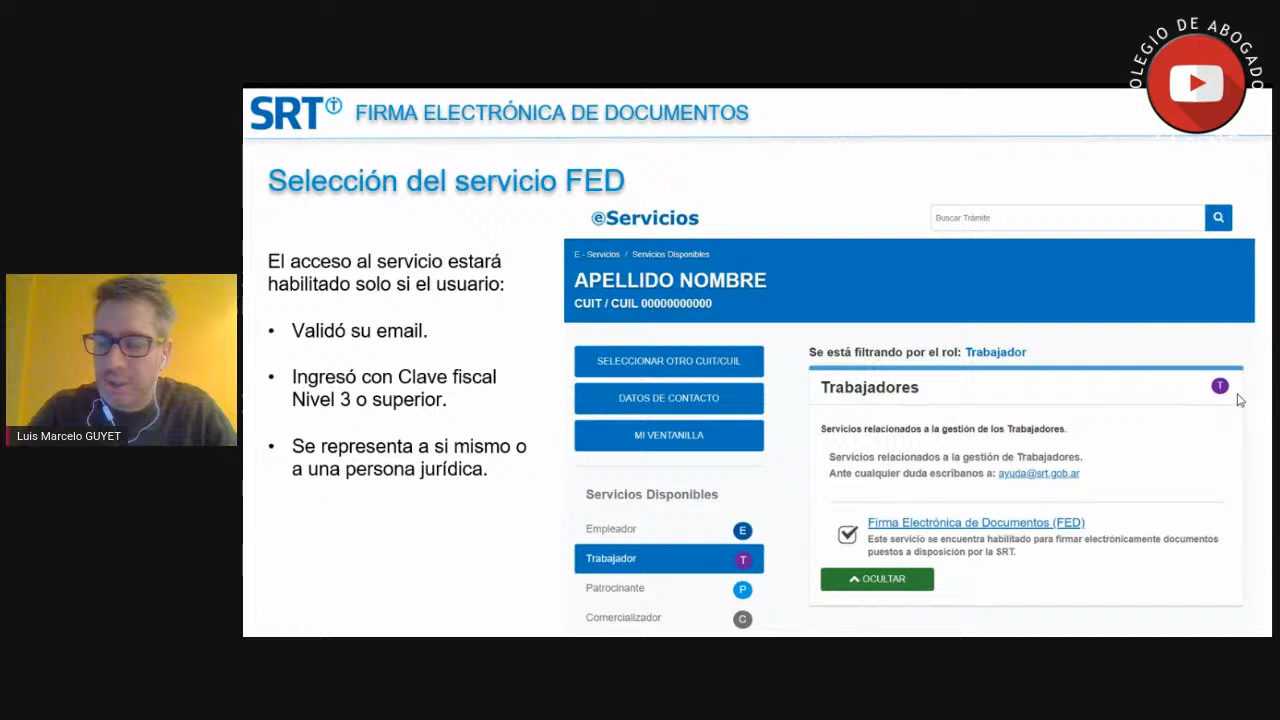 OLEGIO DE ABOGADO
SRT
FIRMA ELECTRÓNICA DE DOCUMENTOS
Selección del servicio FED
eServicios
Buscar Trámite
El acceso al servicio estará
habilitado solo si el usuario:
• Validó su email.
• Ingresó con Clave fiscal
Nivel 3 o superior.
• Se representa a si mismo o
a una persona jurídica.
E - Servicios / Servicios Disponibles
APELLIDO NOMBRE
CUIT / CUIL 00000000000
SELECCIONAR OTRO CUIT/CUIL
DATOS DE CONTACTO
MI VENTANILLA
Servicios Disponibles
Empleador E
Trabajador T
Patrocinante P
Comercializador C
Se está filtrando por el rol: Trabajador
Trabajadores T
Servicios relacionados a la gestión de los Trabajadores.
Servicios relacionados a la gestión de Trabajadores.
Ante cualquier duda escribanos a: ayuda@srt.gob.ar
Firma Electrónica de Documentos (FED)
Este servicio se encuentra habilitado para firmar electrónicamente documentos
puestos a disposición por la SRT.
OCULTAR
Luis Marcelo GUYET